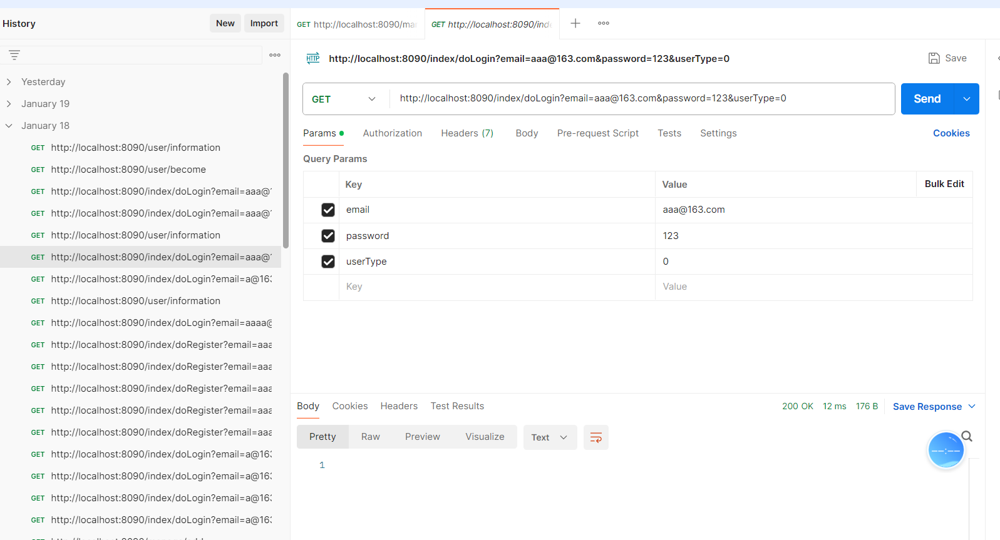 History
New
Import
Yesterday
January 19
January 18
GET http://localhost:8090/user/information
GET http://localhost:8090/user/become
GET http://localhost:8090/index/doLogin?email=aaa@
GET http://localhost:8090/index/doLogin?email=aaa@
GET http://localhost:8090/user/information
GET http://localhost:8090/index/doLogin?email=aaa@
GET http://localhost:8090/index/doLogin?email=a@163
GET http://localhost:8090/user/information
GET http://localhost:8090/index/doLogin?email=aaaa@
GET http://localhost:8090/index/doRegister?email=aaa
GET http://localhost:8090/index/doRegister?email=aaa
GET http://localhost:8090/index/doRegister?email=aaa
GET http://localhost:8090/index/doRegister?email=aaa
GET http://localhost:8090/index/doRegister?email=aaa
GET http://localhost:8090/index/doLogin?email=a@163
GET http://localhost:8090/index/doLogin?email=a@163
GET http://localhost:8090/index/doLogin?email=a@163
GET http://localhost:8090/index/doLogin?email=a@163
GET http://localhost:8090/ma
GET http://localhost:8090/inde
HTTP http://localhost:8090/index/doLogin?email=aaa@163.com&password=123&userType=0
Save
GET http://localhost:8090/index/doLogin?email=aaa@163.com&password=123&userType=0
Send
Params Authorization Headers (7) Body Pre-request Script Tests Settings Cookies
Query Params
Key Value Bulk Edit
email aaa@163.com
password 123
userType 0
Key Value
Body Cookies Headers Test Results 200 OK 12 ms 176 B Save Response
Pretty Raw Preview Visualize Text
1